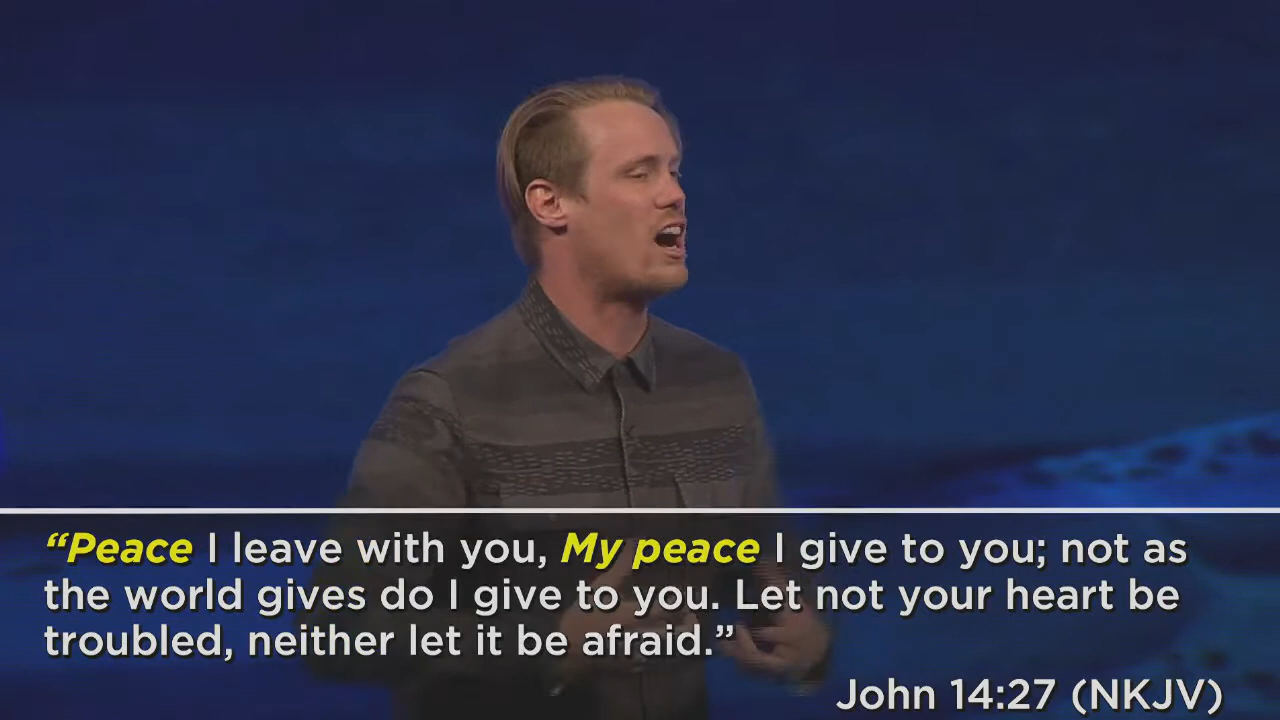 “Peace I leave with you, My peace I give to you; not as
the world gives do I give to you. Let not your heart be
troubled, neither let it be afraid.”
John 14:27 (NKJV)